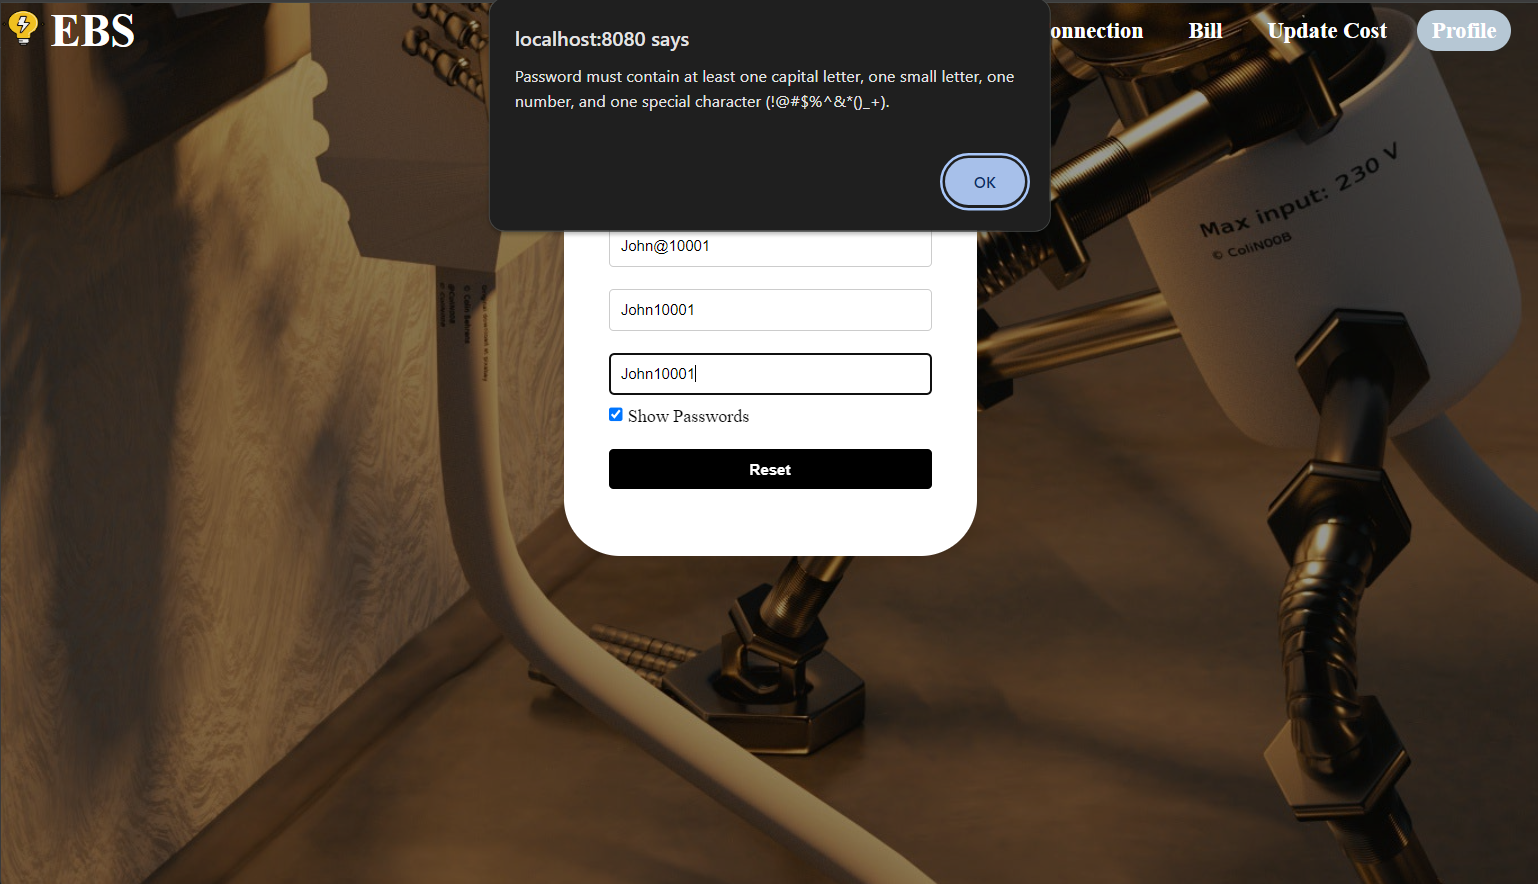 EBS
localhost:8080 says
Password must contain at least one capital letter, one small letter, one
number, and one special character (!@#$%^&*()_+).
OK
onnection
Bill
Update Cost
Profile
John@10001
John10001
John10001
Show Passwords
Reset
Max input: 230 V
© ColiN00B